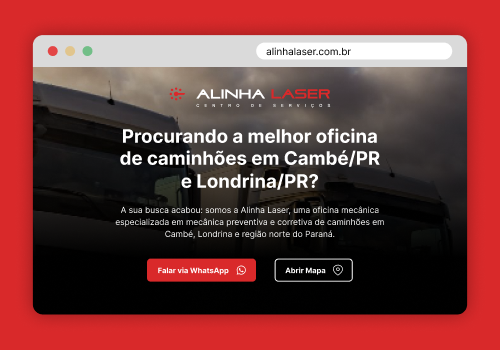 alinhalaser.com.br
ALINHA LASER
CENTRO DE SERVIÇOS
Procurando a melhor oficina
de caminhões em Cambé/PR
e Londrina/PR?
A sua busca acabou: somos a Alinha Laser, uma oficina mecânica
especializada em mecânica preventiva e corretiva de caminhões em
Cambé, Londrina e região norte do Paraná.
Falar via WhatsApp
Abrir Mapa